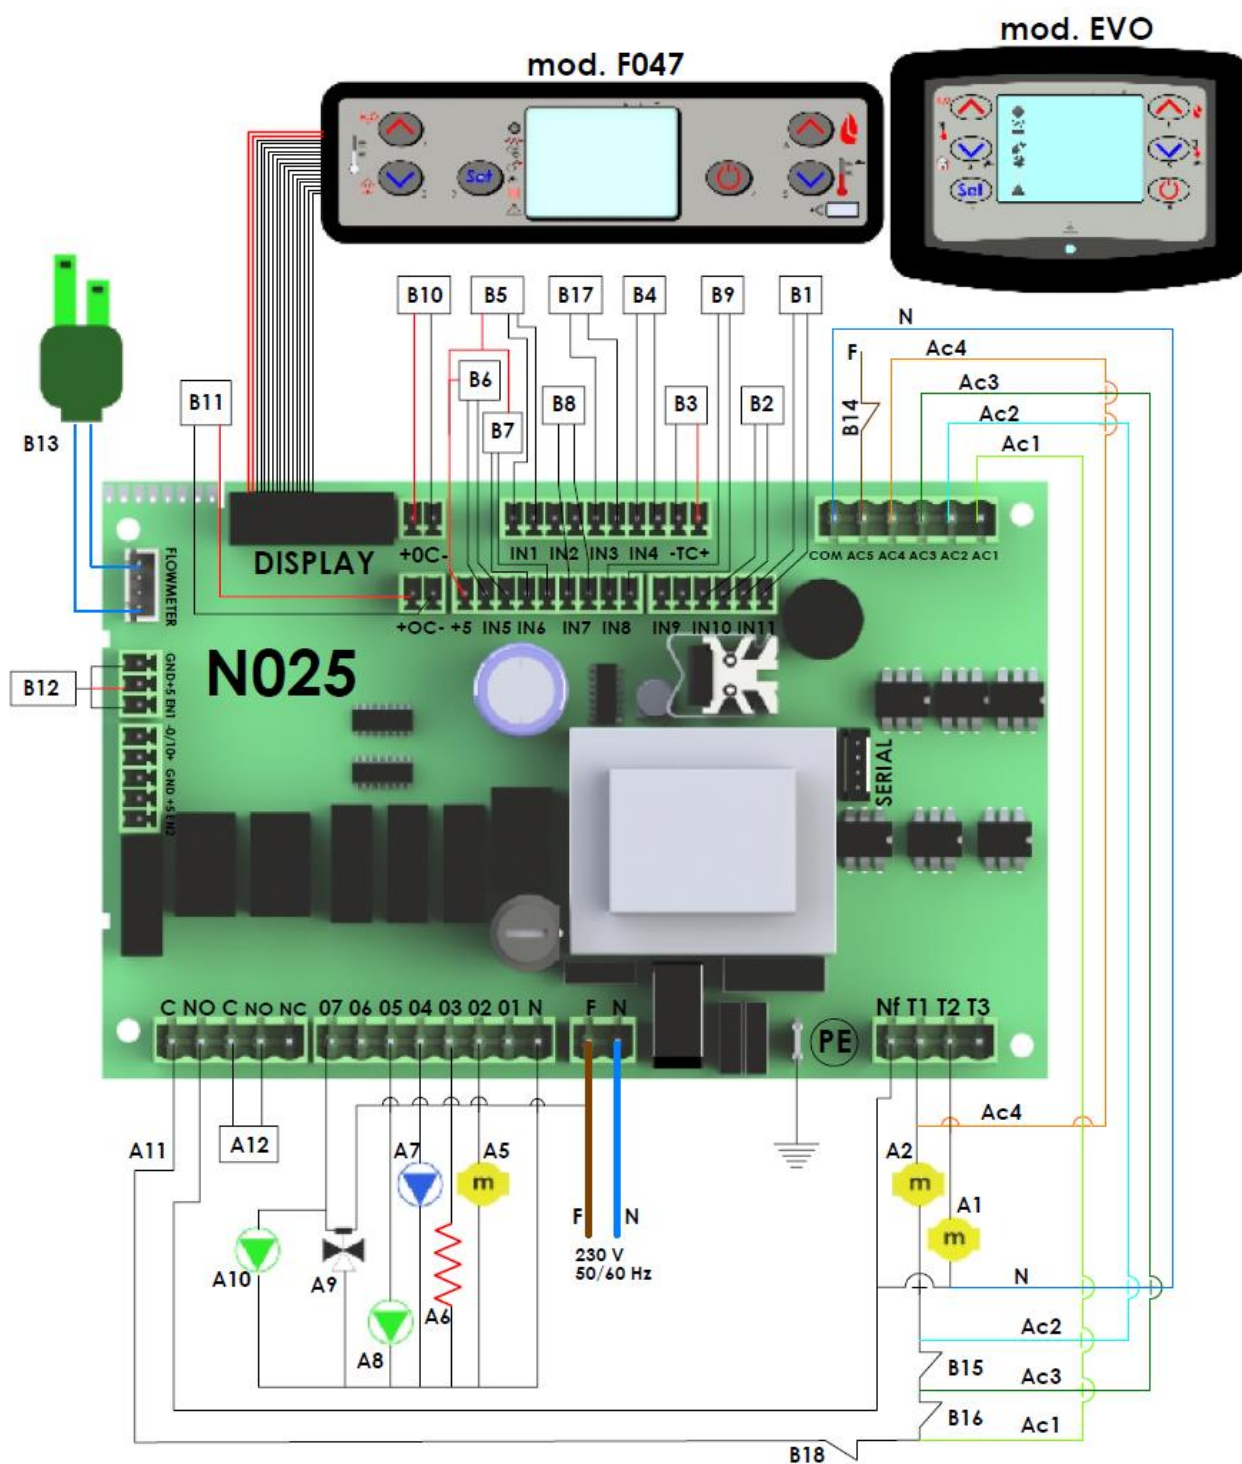 mod. EVO
mod. F047
Set
Set
B10
B5
B17
B4
B9
B1
N
F
Ac4
B6
Ac3
B11
B8
B3
B2
B14
Ac2
B7
B13
Ac1
DISPLAY
+0C-
IN1 IN2 IN3 IN4 -TC+
COM AC5 AC4 AC3 AC2 AC1
FLOWMETER
+OC- +5 IN5 IN6 IN7 IN8 IN9 IN10 IN11
N025
B12
GND+5 EN1
-0/10+ GND +5 EN2
SERIAL
C NO C NO NC 07 06 05 04 03 02 01 N F N
Nf T1 T2 T3
PE
A11
A12
A7
A5
m
Ac4
A2
m
A1
m
F N
230 V
50/60 Hz
A10
A9
A6
A8
N
Ac2
B15
Ac3
B16
Ac1
B18